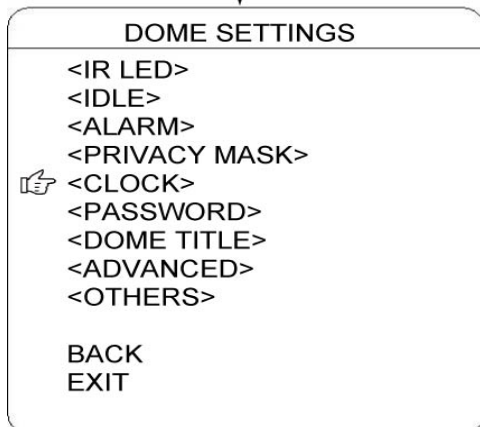 DOME SETTINGS
<IR LED>
<IDLE>
<ALARM>
<PRIVACY MASK>
<CLOCK>
<PASSWORD>
<DOME TITLE>
<ADVANCED>
<OTHERS>
BACK
EXIT